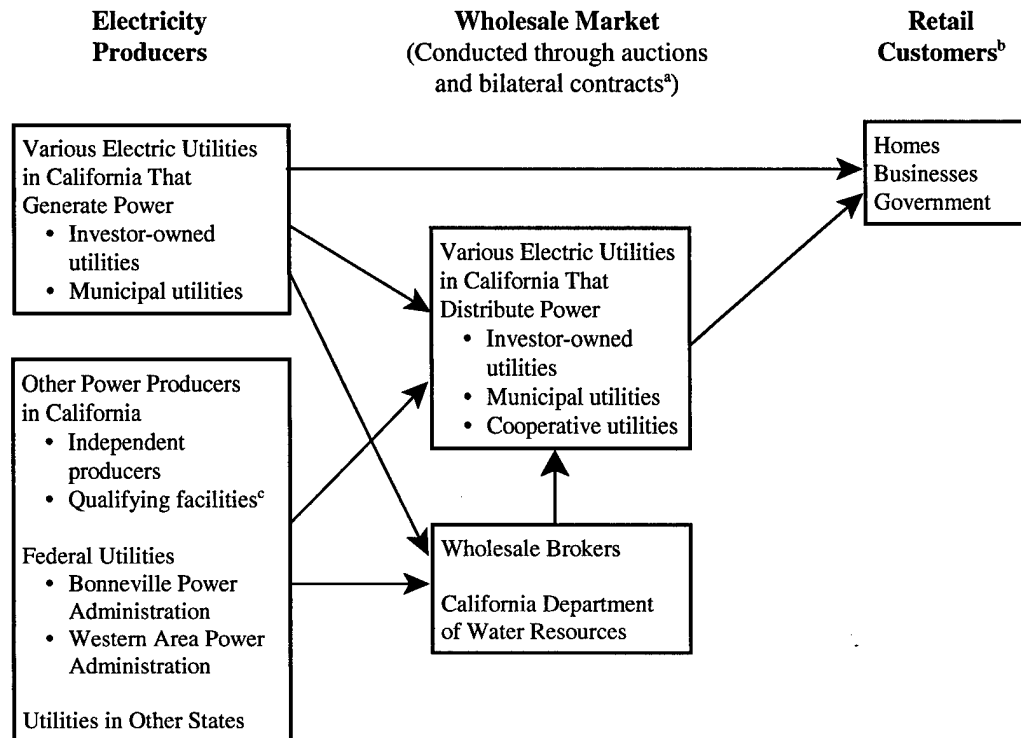 Electricity
Producers
Wholesale Market
(Conducted through auctions
and bilateral contractsᵃ)
Retail
Customersᵇ
Various Electric Utilities
in California That
Generate Power
• Investor-owned
utilities
• Municipal utilities
Other Power Producers
in California
• Independent
producers
• Qualifying facilitiesᶜ
Federal Utilities
• Bonneville Power
Administration
• Western Area Power
Administration
Utilities in Other States
Various Electric Utilities
in California That
Distribute Power
• Investor-owned
utilities
• Municipal utilities
• Cooperative utilities
Wholesale Brokers
California Department
of Water Resources
Homes
Businesses
Government